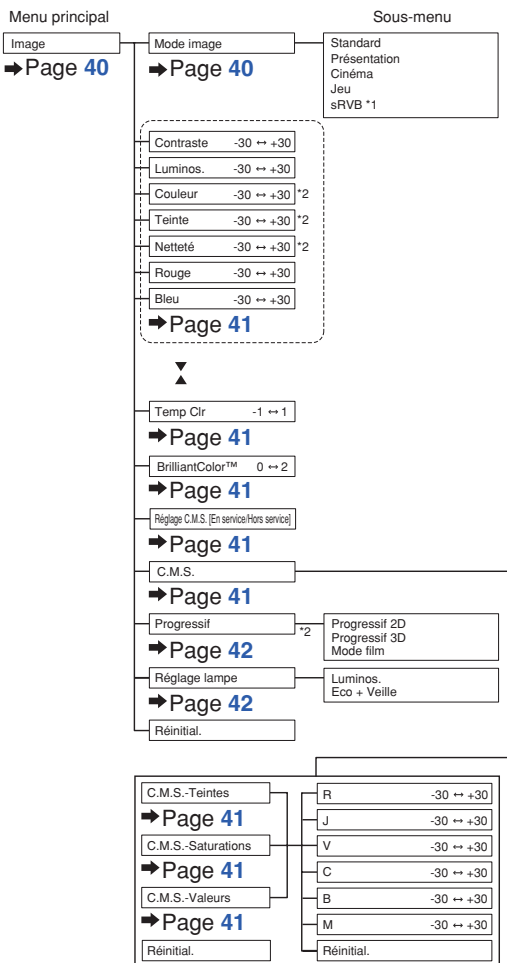 Menu principal Sous-menu
Image Mode image Standard
➡Page 40 ➡Page 40 Présentation
Cinéma
Jeu
sRVB *1
Contraste -30 ↔ +30
Luminos. -30 ↔ +30
Couleur -30 ↔ +30 *2
Teinte -30 ↔ +30 *2
Netteté -30 ↔ +30 *2
Rouge -30 ↔ +30
Bleu -30 ↔ +30
➡Page 41
Temp Clr -1 ↔ 1
➡Page 41
BrilliantColor™ 0 ↔ 2
➡Page 41
Réglage C.M.S. [En service/Hors service]
➡Page 41
C.M.S.
➡Page 41
Progressif *2 Progressif 2D
➡Page 42 Progressif 3D
Mode film
Réglage lampe Luminos.
➡Page 42 Eco + Veille
Réinitial.
C.M.S.-Teintes R -30 ↔ +30
➡Page 41 J -30 ↔ +30
C.M.S.-Saturations V -30 ↔ +30
➡Page 41 C -30 ↔ +30
C.M.S.-Valeurs B -30 ↔ +30
➡Page 41 M -30 ↔ +30
Réinitial. Réinitial.